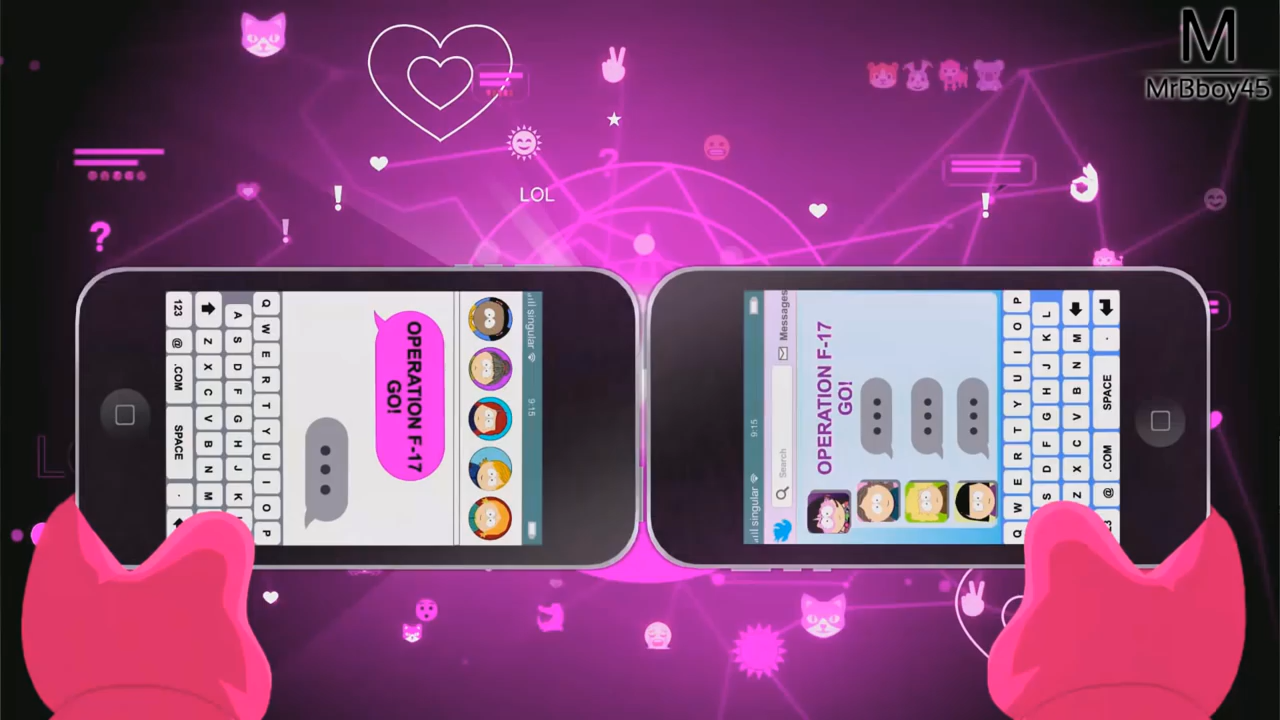 M
MrBboy45
LOL
OPERATION F-17
GO!
singular
9:15
Q W E R T Y U I O P
A S D F G H J K
Z X C V B N M
123 @ .COM SPACE .
singular
9:15
Messages
Search
OPERATION F-17
GO!
Q W E R T Y U I O P
S D F G H J K L
Z X C V B N M
@ .COM SPACE .